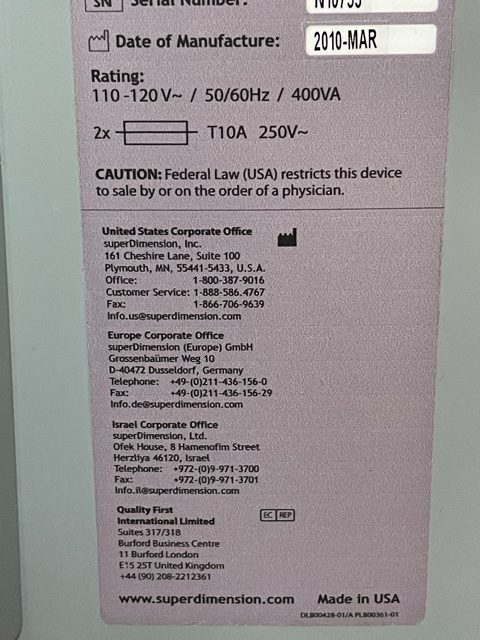 SN Serial Number: N10755
Date of Manufacture: 2010-MAR
Rating:
110 -120 V~ / 50/60Hz / 400VA
2x T10A 250V~
CAUTION: Federal Law (USA) restricts this device
to sale by or on the order of a physician.
United States Corporate Office
superDimension, Inc.
161 Cheshire Lane, Suite 100
Plymouth, MN, 55441-5433, U.S.A.
Office: 1-800-387-9016
Customer Service: 1-888-586.4767
Fax: 1-866-706-9639
Info.us@superdimension.com
Europe Corporate Office
superDimension (Europe) GmbH
Grossenbaümer Weg 10
D-40472 Dusseldorf, Germany
Telephone: +49-(0)211-436-156-0
Fax: +49-(0)211-436-156-29
Info.de@superdimension.com
Israel Corporate Office
superDimension, Ltd.
Ofek House, 8 Hamenofim Street
Herzliya 46120, Israel
Telephone: +972-(0)9-971-3700
Fax: +972-(0)9-971-3701
Info.il@superdimension.com
Quality First
International Limited
EC REP
Suites 317/318
Burford Business Centre
11 Burford London
E15 2ST United Kingdom
+44 (90) 208-2212361
www.superdimension.com Made in USA
DLB00428-01/A PLB00361-01